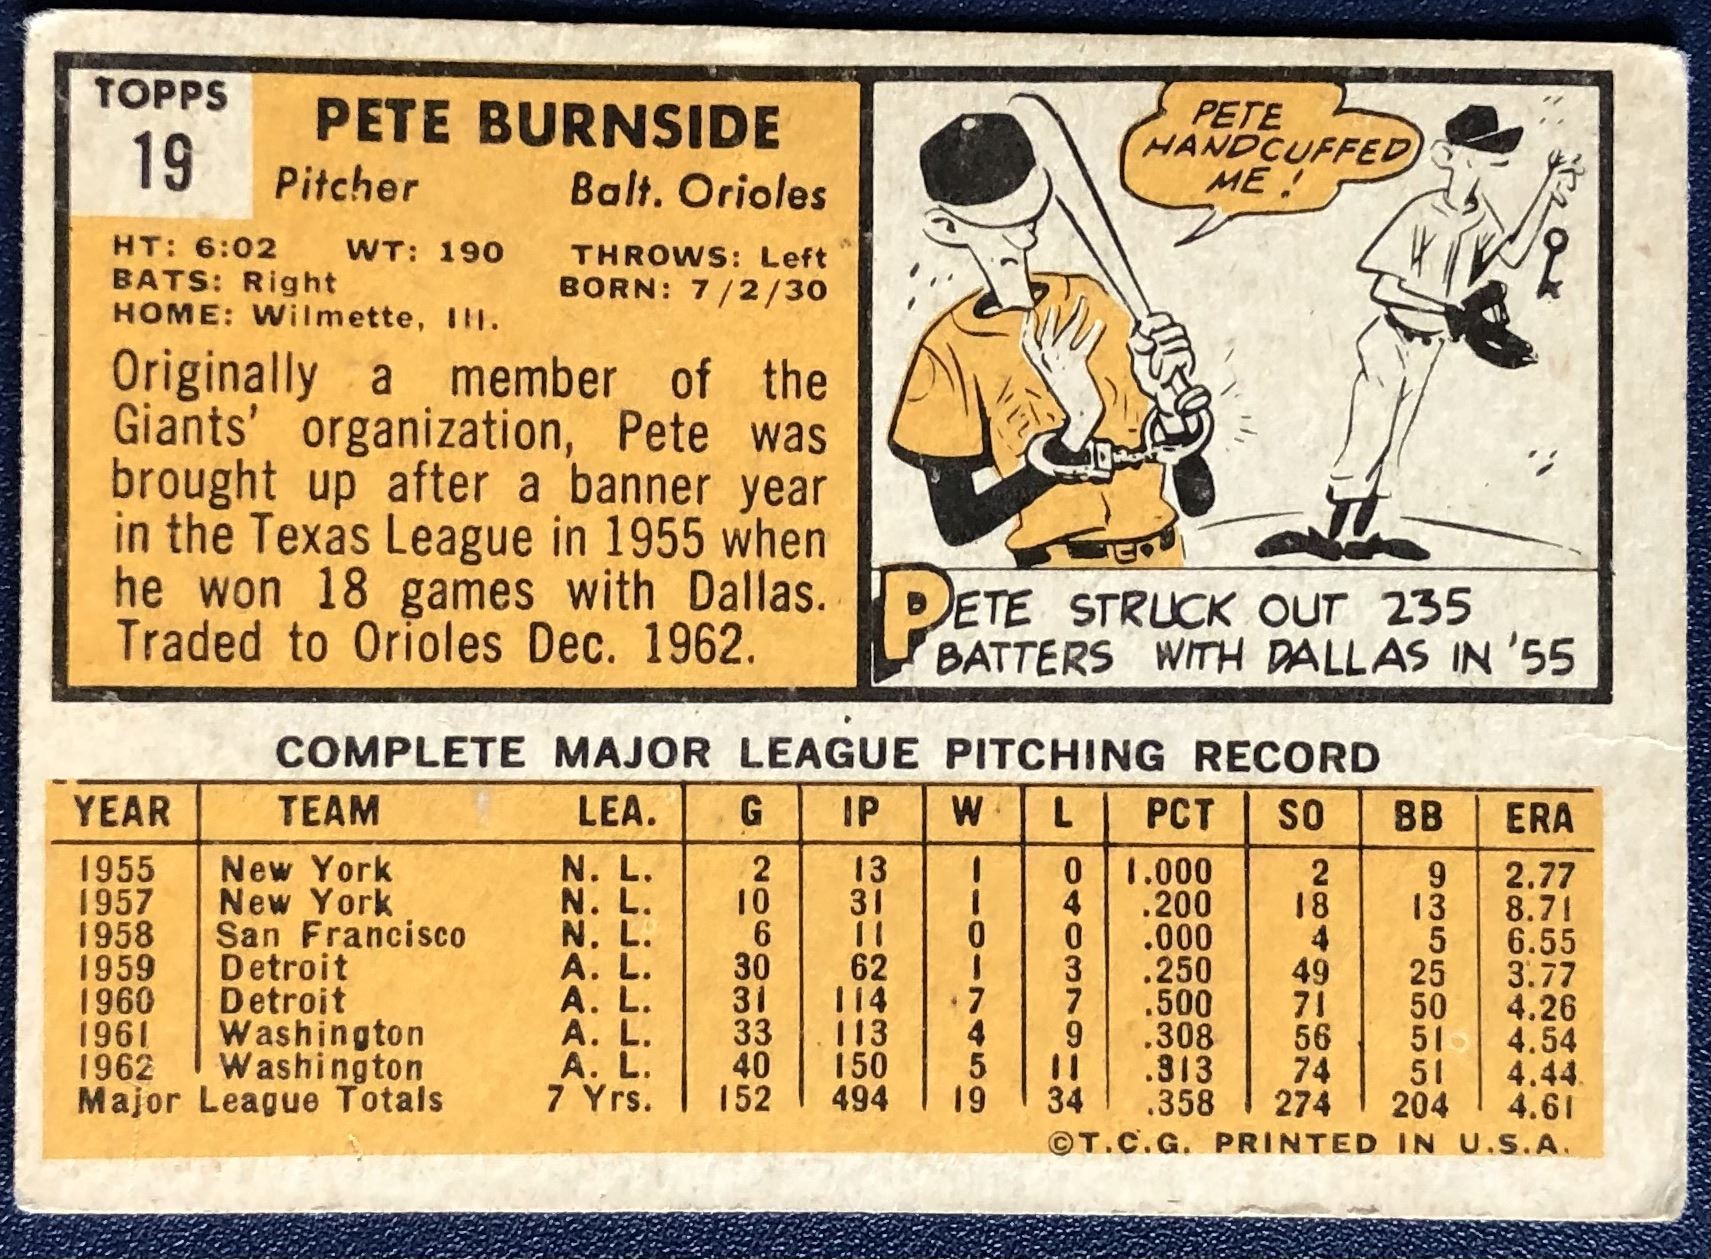 TOPPS
19
PETE BURNSIDE
Pitcher Balt. Orioles
HT: 6:02 WT: 190 THROWS: Left
BATS: Right BORN: 7/2/30
HOME: Wilmette, Ill.
Originally a member of the
Giants' organization, Pete was
brought up after a banner year
in the Texas League in 1955 when
he won 18 games with Dallas.
Traded to Orioles Dec. 1962.
PETE
HANDCUFFED
ME!
PETE STRUCK OUT 235
BATTERS WITH DALLAS IN '55
COMPLETE MAJOR LEAGUE PITCHING RECORD
YEAR TEAM LEA. G IP W L PCT SO BB ERA
1955 New York N. L. 2 13 1 0 1.000 2 9 2.77
1957 New York N. L. 10 31 1 4 .200 18 13 8.71
1958 San Francisco N. L. 6 11 0 0 .000 4 5 6.55
1959 Detroit A. L. 30 62 1 3 .250 49 25 3.77
1960 Detroit A. L. 31 114 7 7 .500 71 50 4.26
1961 Washington A. L. 33 113 4 9 .308 56 51 4.54
1962 Washington A. L. 40 150 5 11 .313 74 51 4.44
Major League Totals 7 Yrs. 152 494 19 34 .358 274 204 4.61
©T.C.G. PRINTED IN U.S.A.